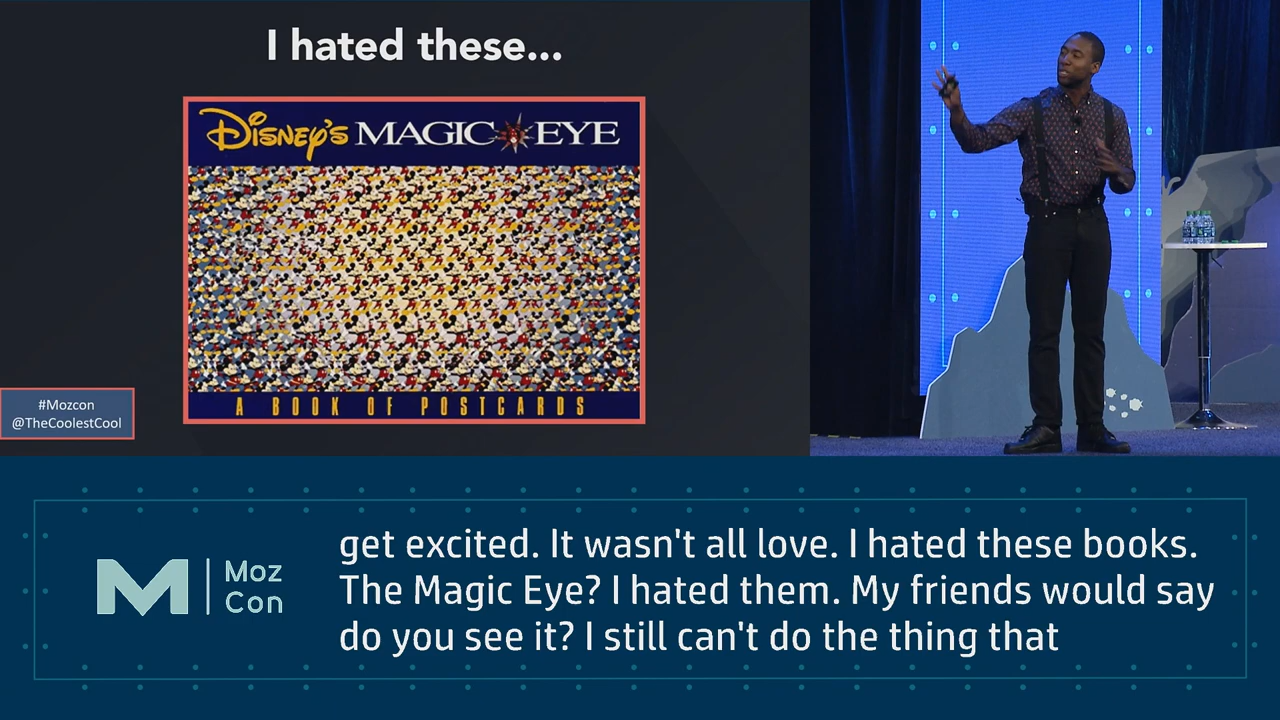 I hated these...
DISNEY'S MAGIC EYE
A BOOK OF POSTCARDS
#Mozcon
@TheCoolestCool
Moz
Con
get excited. It wasn't all love. I hated these books.
The Magic Eye? I hated them. My friends would say
do you see it? I still can't do the thing that